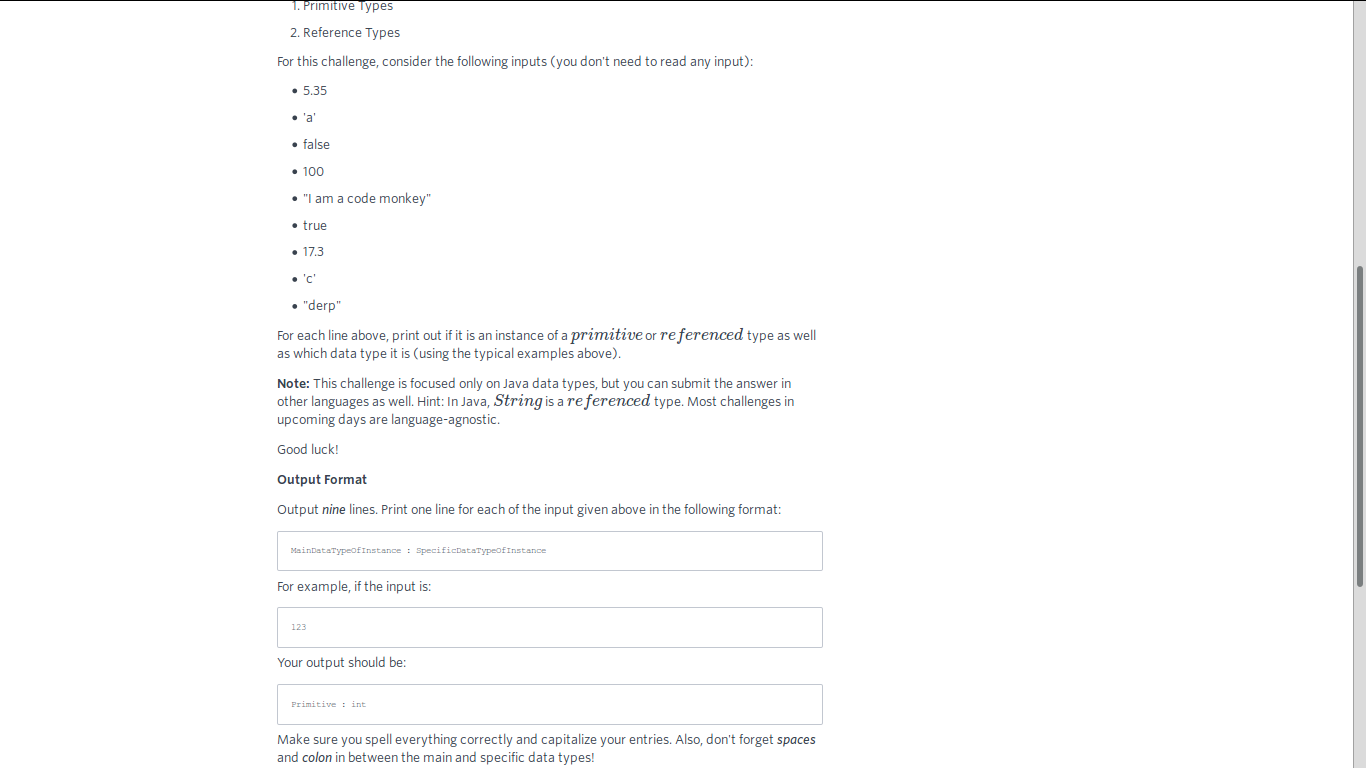 1. Primitive Types
2. Reference Types
For this challenge, consider the following inputs (you don't need to read any input):
• 5.35
• 'a'
• false
• 100
• "I am a code monkey"
• true
• 17.3
• 'c'
• "derp"
For each line above, print out if it is an instance of a primitive or referenced type as well
as which data type it is (using the typical examples above).
Note: This challenge is focused only on Java data types, but you can submit the answer in
other languages as well. Hint: In Java, String is a referenced type. Most challenges in
upcoming days are language-agnostic.
Good luck!
Output Format
Output nine lines. Print one line for each of the input given above in the following format:
MainDataTypeOfInstance : SpecificDataTypeOfInstance
For example, if the input is:
123
Your output should be:
Primitive : int
Make sure you spell everything correctly and capitalize your entries. Also, don't forget spaces
and colon in between the main and specific data types!